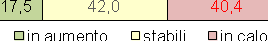 17,5 42,0 40,4
in aumento stabili in calo